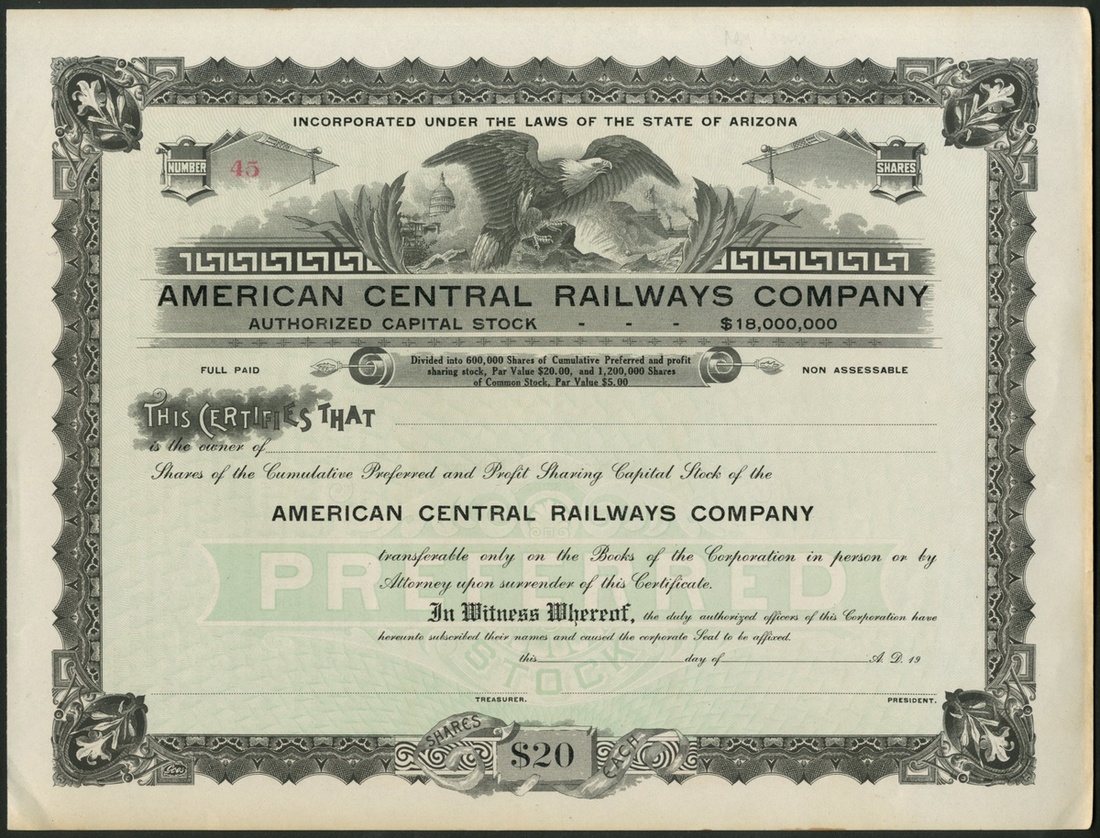 INCORPORATED UNDER THE LAWS OF THE STATE OF ARIZONA
NUMBER 45
SHARES
AMERICAN CENTRAL RAILWAYS COMPANY
AUTHORIZED CAPITAL STOCK - - - $18,000,000
FULL PAID
Divided into 600,000 Shares of Cumulative Preferred and profit
sharing stock, Par Value $20.00, and 1,200,000 Shares
of Common Stock, Par Value $5.00
NON ASSESSABLE
THIS CERTIFIES THAT
is the owner of
Shares of the Cumulative Preferred and Profit Sharing Capital Stock of the
AMERICAN CENTRAL RAILWAYS COMPANY
transferable only on the Books of the Corporation in person or by
Attorney upon surrender of this Certificate.
PREFERRED
In Witness Whereof, the duly authorized officers of this Corporation have
hereunto subscribed their names and caused the corporate Seal to be affixed.
STOCK
this day of A. D. 19
TREASURER.
PRESIDENT.
SHARES $20 EACH
Goes